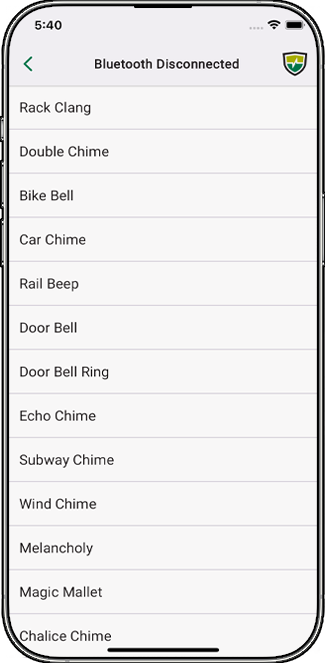 5:40
Bluetooth Disconnected
Rack Clang
Double Chime
Bike Bell
Car Chime
Rail Beep
Door Bell
Door Bell Ring
Echo Chime
Subway Chime
Wind Chime
Melancholy
Magic Mallet
Chalice Chime